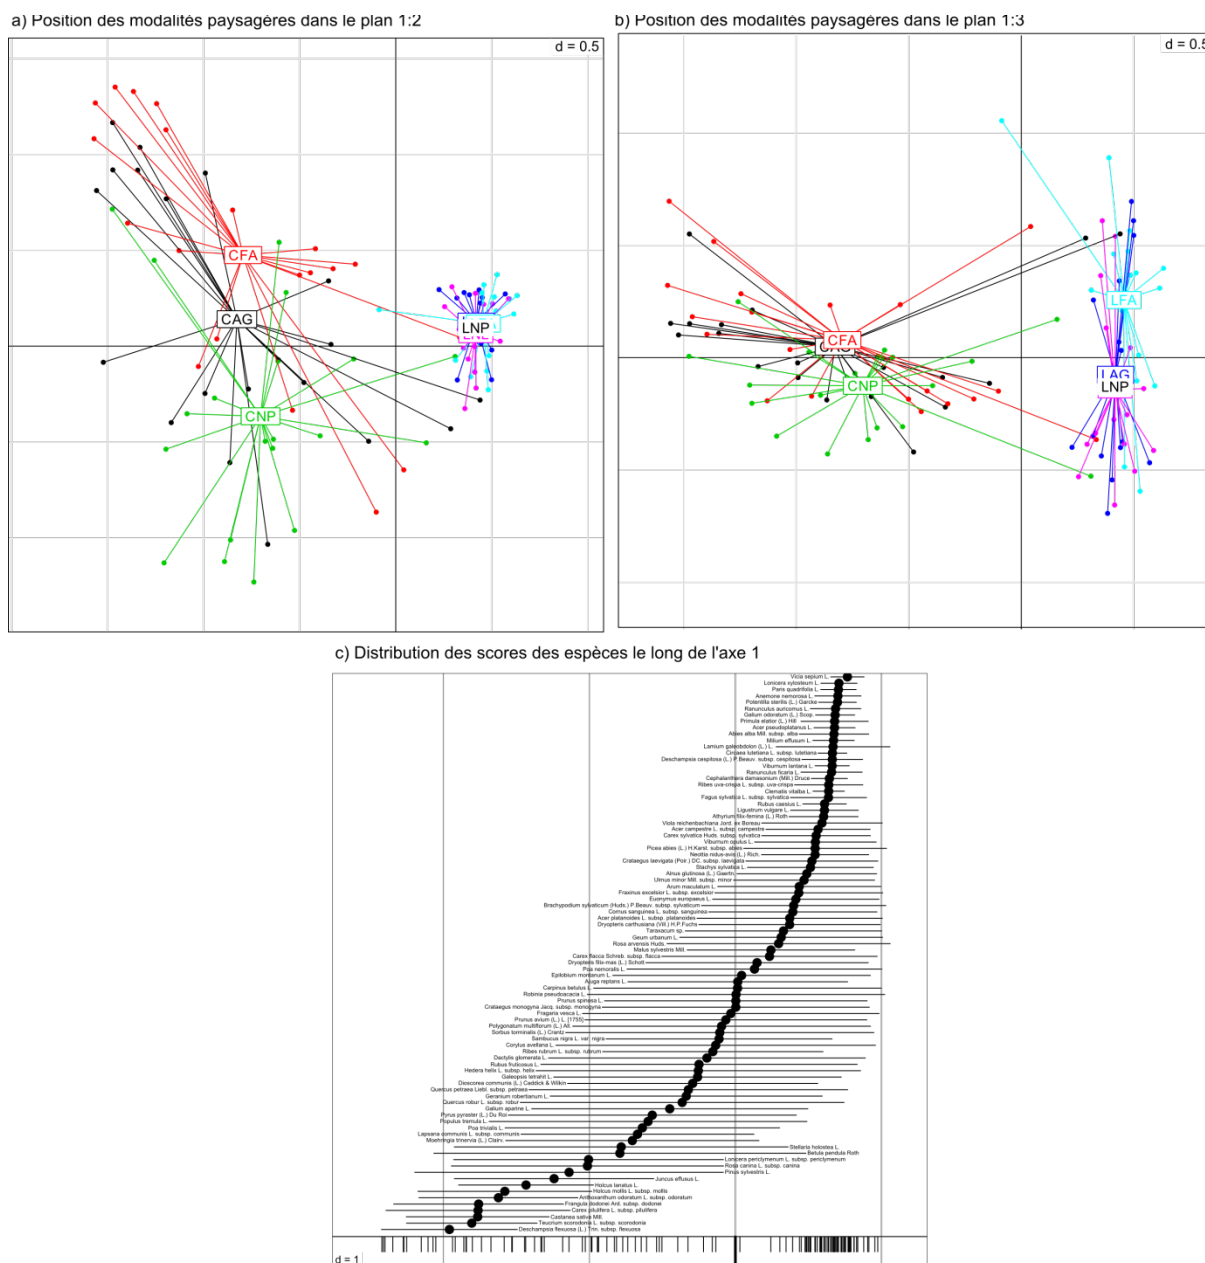 a) Position des modalités paysagères dans le plan 1:2
d = 0.5
CFA
CAG
LNP
CNP
b) Position des modalités paysagères dans le plan 1:3
d = 0.5
LFA
CFA
CNP
LAG
LNP
c) Distribution des scores des espèces le long de l'axe 1
Vicia sepium L.
Lonicera xylosteum L.
Paris quadrifolia L.
Anemone nemorosa L.
Potentilla sterilis (L.) Garcke
Ranunculus auricomus L.
Galium odoratum (L.) Scop.
Primula elatior (L.) Hill
Acer pseudoplatanus L.
Abies alba Mill. subsp. alba
Milium effusum L.
Lamium galeobdolon (L.) L.
Circaea lutetiana L. subsp. lutetiana
Deschampsia cespitosa (L.) P.Beauv. subsp. cespitosa
Viburnum lantana L.
Ranunculus ficaria L.
Cephalanthera damasonium (Mill.) Druce
Ribes uva-crispa L. subsp. uva-crispa
Clematis vitalba L.
Fagus sylvatica L. subsp. sylvatica
Rubus caesius L.
Ligustrum vulgare L.
Athyrium filix-femina (L.) Roth
Viola reichenbachiana Jord. ex Boreau
Acer campestre L. subsp. campestre
Carex sylvatica Huds. subsp. sylvatica
Viburnum opulus L.
Picea abies (L.) H.Karst. subsp. abies
Neottia nidus-avis (L.) Rich.
Crataegus laevigata (Poir.) DC. subsp. laevigata
Stachys sylvatica L.
Alnus glutinosa (L.) Gaertn.
Ulmus minor Mill. subsp. minor
Arum maculatum L.
Fraxinus excelsior L. subsp. excelsior
Euonymus europaeus L.
Brachypodium sylvaticum (Huds.) P.Beauv. subsp. sylvaticum
Cornus sanguinea L. subsp. sanguinea
Acer platanoides L. subsp. platanoides
Dryopteris carthusiana (Vill.) H.P.Fuchs
Taraxacum sp.
Geum urbanum L.
Rosa arvensis Huds.
Malus sylvestris Mill.
Carex flacca Schreb. subsp. flacca
Dryopteris filix-mas (L.) Schott
Poa nemoralis L.
Epilobium montanum L.
Ajuga reptans L.
Carpinus betulus L.
Robinia pseudoacacia L.
Prunus spinosa L.
Crataegus monogyna Jacq. subsp. monogyna
Fragaria vesca L.
Prunus avium (L.) L. [1755]
Polygonatum multiflorum (L.) All.
Sorbus torminalis (L.) Crantz
Sambucus nigra L. var. nigra
Corylus avellana L.
Ribes rubrum L. subsp. rubrum
Dactylis glomerata L.
Rubus fruticosus L.
Hedera helix L. subsp. helix
Galeopsis tetrahit L.
Dioscorea communis (L.) Caddick & Wilkin
Quercus petraea Liebl. subsp. petraea
Geranium robertianum L.
Quercus robur L. subsp. robur
Galium aparine L.
Pyrus pyraster (L.) Du Roi
Populus tremula L.
Poa trivialis L.
Lapsana communis L. subsp. communis
Moehringia trinervia (L.) Clairv.
Stellaria holostea L.
Betula pendula Roth
Lonicera periclymenum L. subsp. periclymenum
Rosa canina L. subsp. canina
Pinus sylvestris L.
Juncus effusus L.
Holcus lanatus L.
Holcus mollis L. subsp. mollis
Anthoxanthum odoratum L. subsp. odoratum
Frangula dodonei Ard. subsp. dodonei
Carex pilulifera L. subsp. pilulifera
Castanea sativa Mill.
Teucrium scorodonia L. subsp. scorodonia
Deschampsia flexuosa (L.) Trin. subsp. flexuosa
d = 1